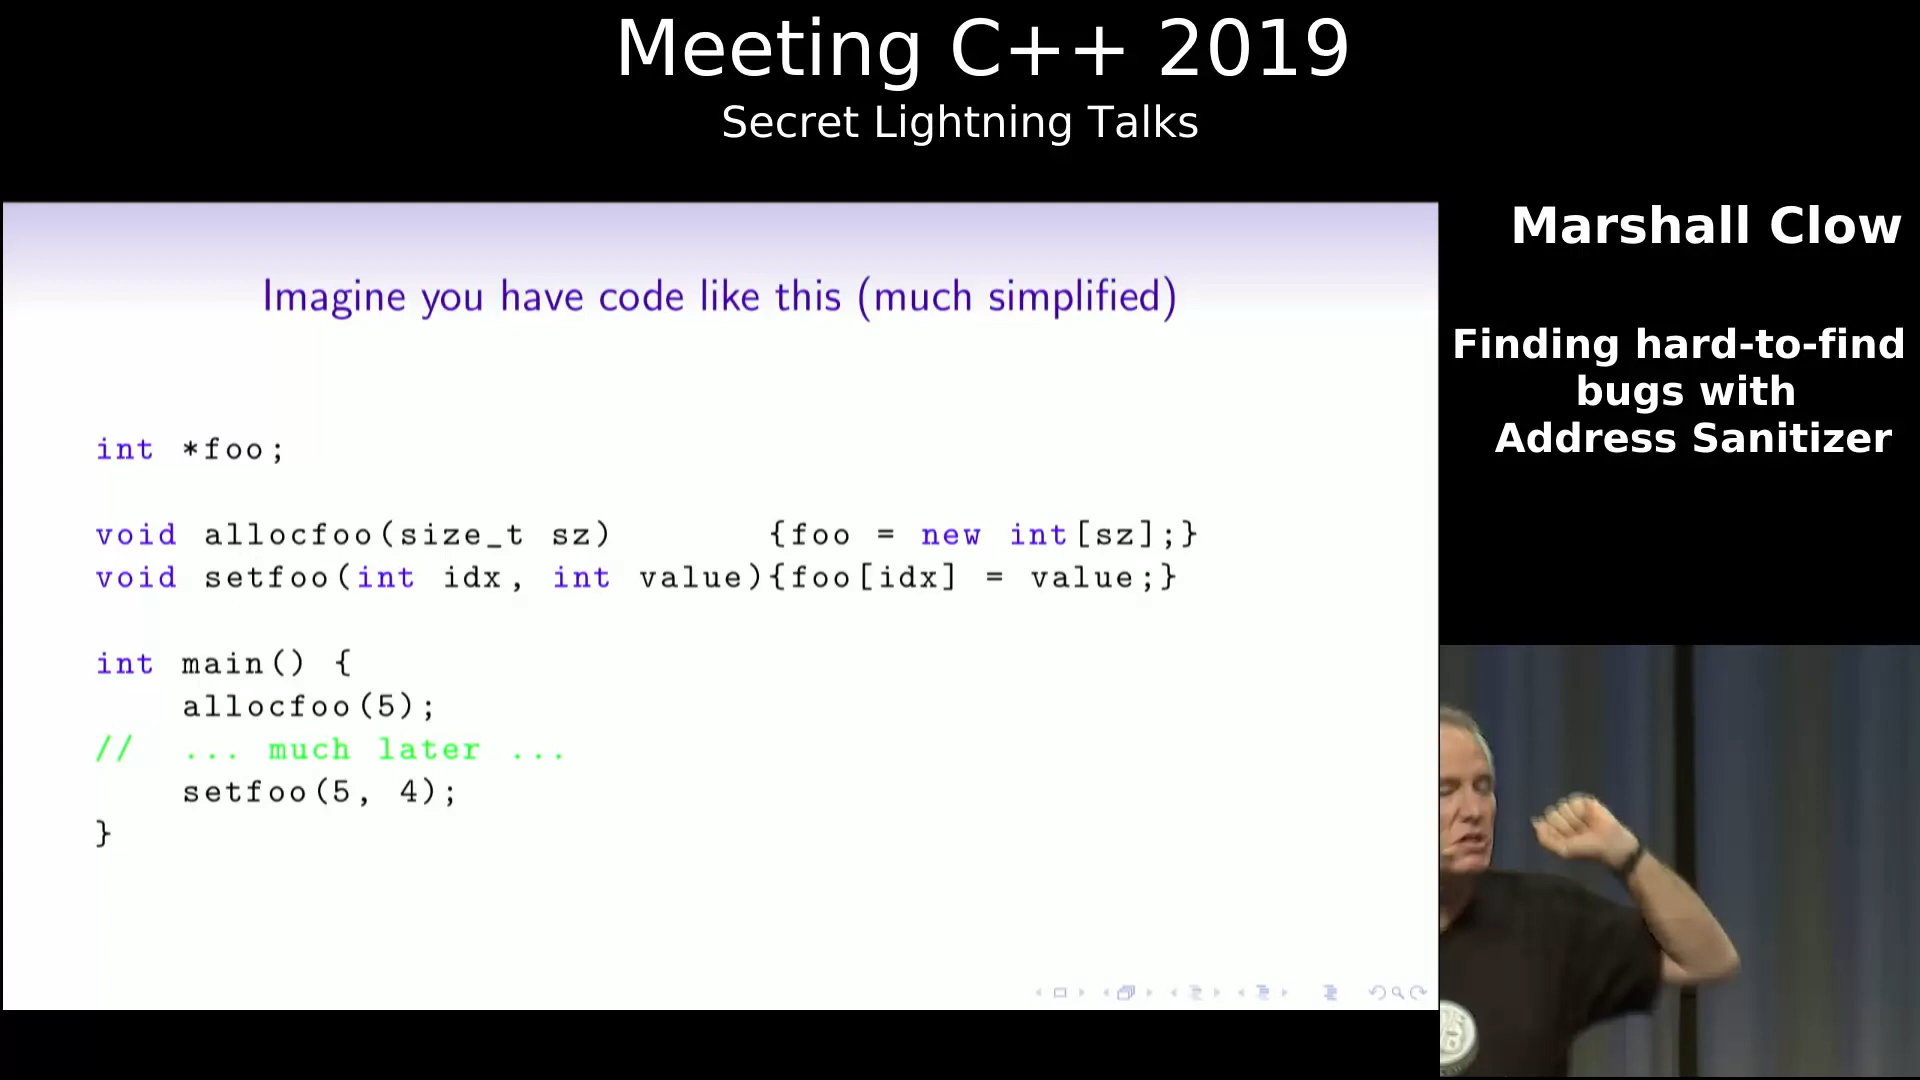 Meeting C++ 2019
Secret Lightning Talks
Marshall Clow
Finding hard-to-find
bugs with
Address Sanitizer
Imagine you have code like this (much simplified)
int *foo;
void allocfoo(size_t sz)      {foo = new int[sz];}
void setfoo(int idx, int value){foo[idx] = value;}
int main() {
    allocfoo(5);
//  ... much later ...
    setfoo(5, 4);
}